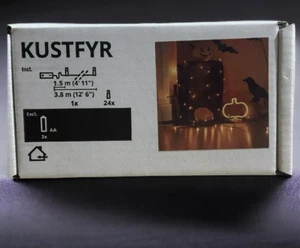 KUSTFYR
Incl.
1.5 m (4' 11")
3.8 m (12' 6")
1x 24x
Excl.
AA
3x